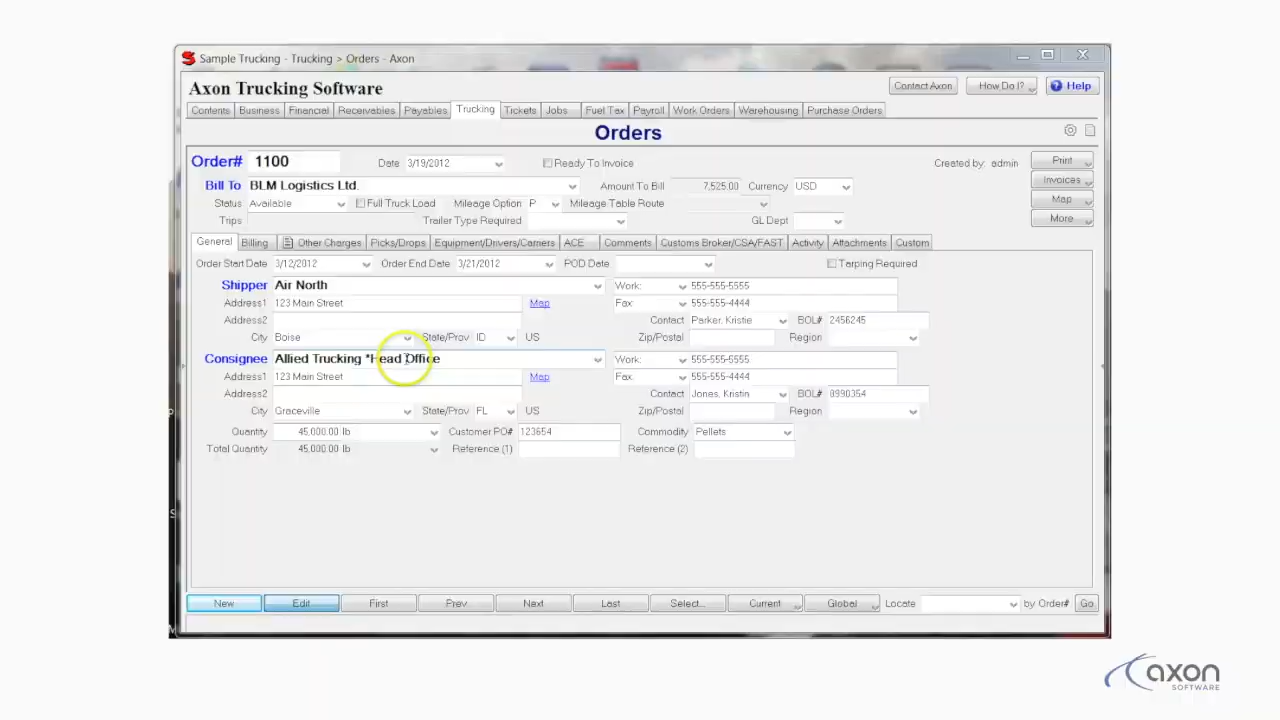 Sample Trucking - Trucking > Orders - Axon
Axon Trucking Software Contact Axon How Do I? Help
Contents Business Financial Receivables Payables Trucking Tickets Jobs Fuel Tax Payroll Work Orders Warehousing Purchase Orders
Orders
Order# 1100 Date 3/19/2012 Ready To Invoice Created by: admin Print
Bill To BLM Logistics Ltd. Amount To Bill 7,525.00 Currency USD Invoices
Status Available Full Truck Load Mileage Option P Mileage Table Route Map
Trips Trailer Type Required GL Dept More
General Billing Other Charges Picks/Drops Equipment/Drivers/Carriers ACE Comments Customs Broker/CSA/FAST Activity Attachments Custom
Order Start Date 3/12/2012 Order End Date 3/21/2012 POD Date Tarping Required
Shipper Air North Work: 555-555-5555
Address1 123 Main Street Map Fax: 555-555-4444
Address2 Contact Parker, Kristie BOL# 2456245
City Boise State/Prov ID US Zip/Postal Region
Consignee Allied Trucking *Head Office Work: 555-555-5555
Address1 123 Main Street Map Fax: 555-555-4444
Address2 Contact Jones, Kristin BOL# 8990354
City Graceville State/Prov FL US Zip/Postal Region
Quantity 45,000.00 lb Customer PO# 123654 Commodity Pellets
Total Quantity 45,000.00 lb Reference (1) Reference (2)
New Edit First Prev Next Last Select... Current Global Locate by Order# Go
axon
SOFTWARE